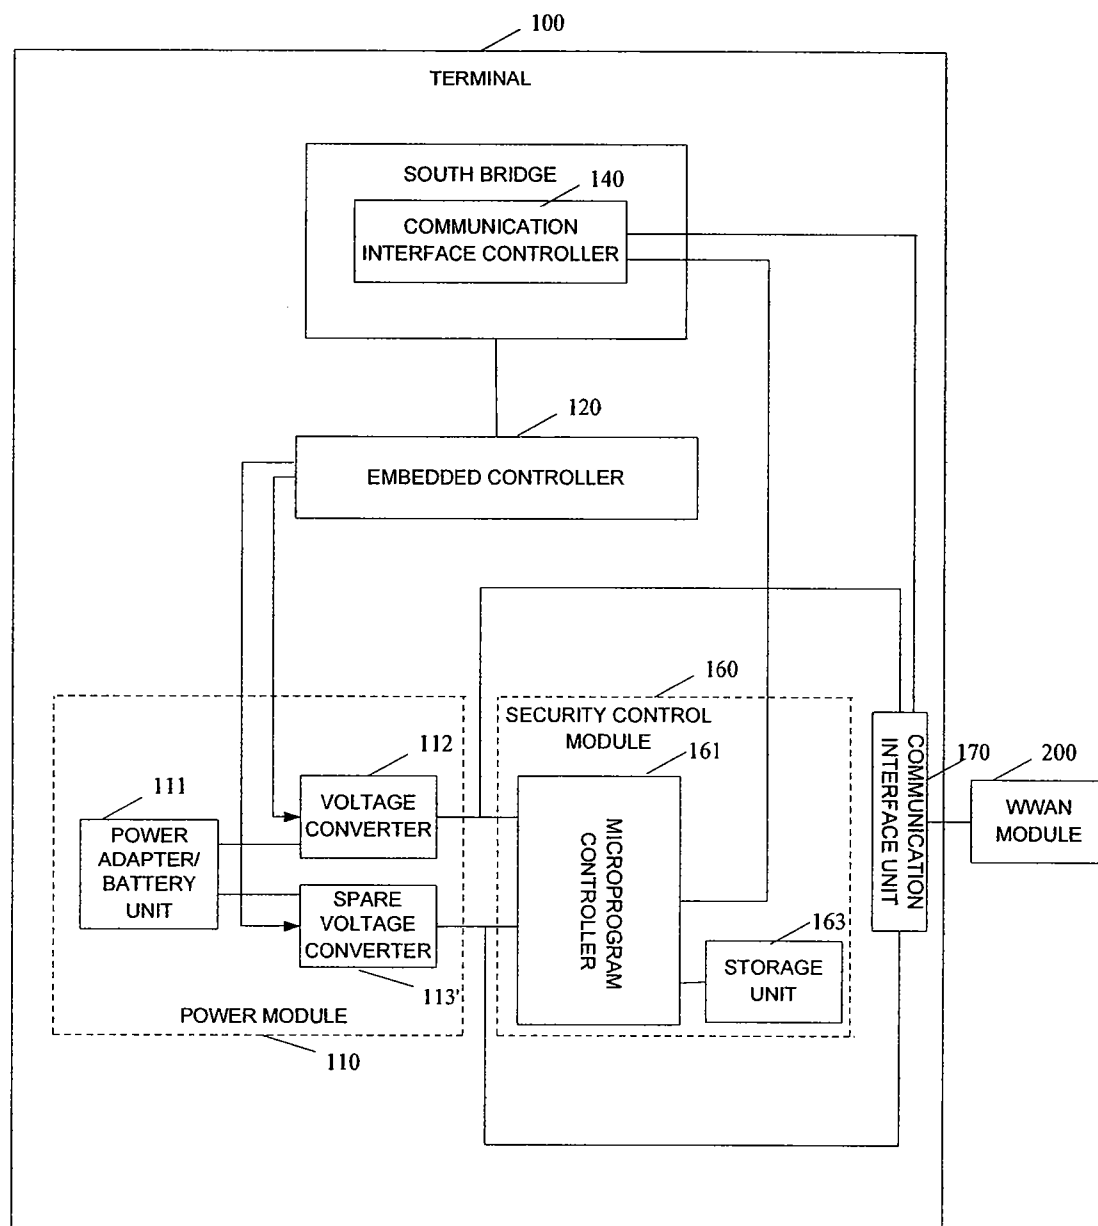 100
TERMINAL
SOUTH BRIDGE
140
COMMUNICATION
INTERFACE CONTROLLER
120
EMBEDDED CONTROLLER
160
SECURITY CONTROL
MODULE
112
161
170
200
111
VOLTAGE
CONVERTER
POWER
ADAPTER/
BATTERY
UNIT
MICROPROGRAM
CONTROLLER
COMMUNICATION
INTERFACE UNIT
WWAN
MODULE
SPARE
VOLTAGE
CONVERTER
163
STORAGE
UNIT
113'
POWER MODULE
110